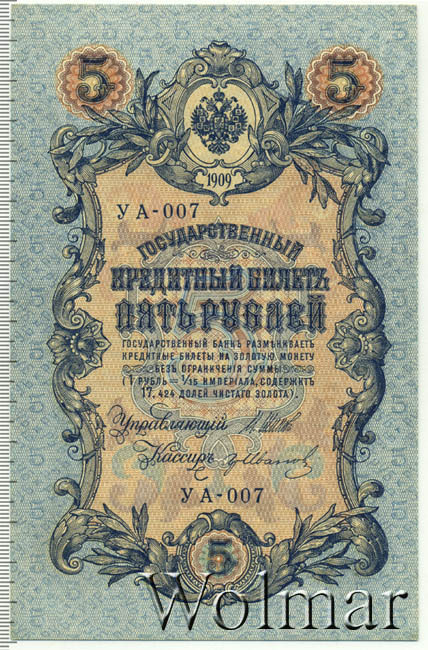 5 5
1909
УА-007
ГОСУДАРСТВЕННЫЙ
КРЕДИТНЫЙ БИЛЕТЪ
ПЯТЬ РУБЛЕЙ
ГОСУДАРСТВЕННЫЙ БАНКЪ РАЗМѢНИВАЕТЪ
КРЕДИТНЫЕ БИЛЕТЫ НА ЗОЛОТУЮ МОНЕТУ
БЕЗЪ ОГРАНИЧЕНІЯ СУММЫ
(1 РУБЛЬ = 1/15 ИМПЕРІАЛА, СОДЕРЖИТЪ
17,424 ДОЛЕЙ ЧИСТАГО ЗОЛОТА).
Управляющій
Кассиръ
УА-007
5
Wolmar